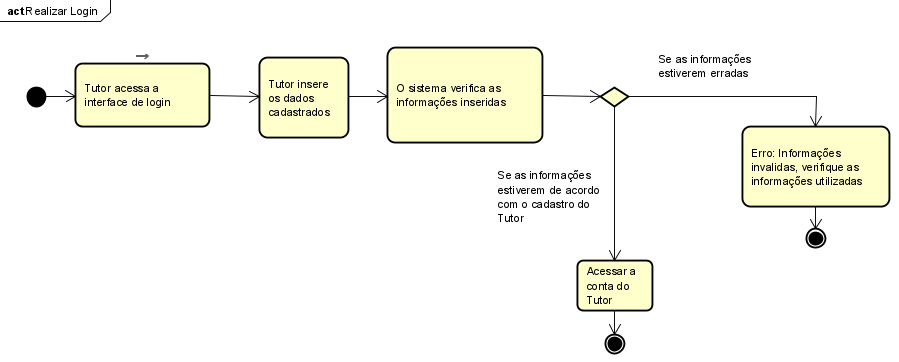 act Realizar Login
Tutor acessa a
interface de login
Tutor insere
os dados
cadastrados
O sistema verifica as
informações inseridas
Se as informações
estiverem erradas
Erro: Informações
invalidas, verifique as
informações utilizadas
Se as informações
estiverem de acordo
com o cadastro do
Tutor
Acessar a
conta do
Tutor